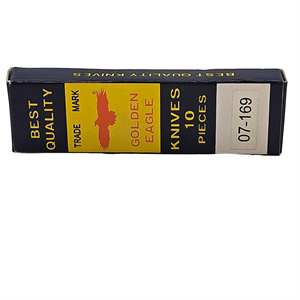 BEST QUALITY KNIVES
BEST
QUALITY
TRADE MARK
GOLDEN
EAGLE
KNIVES
10
PIECES
07-169